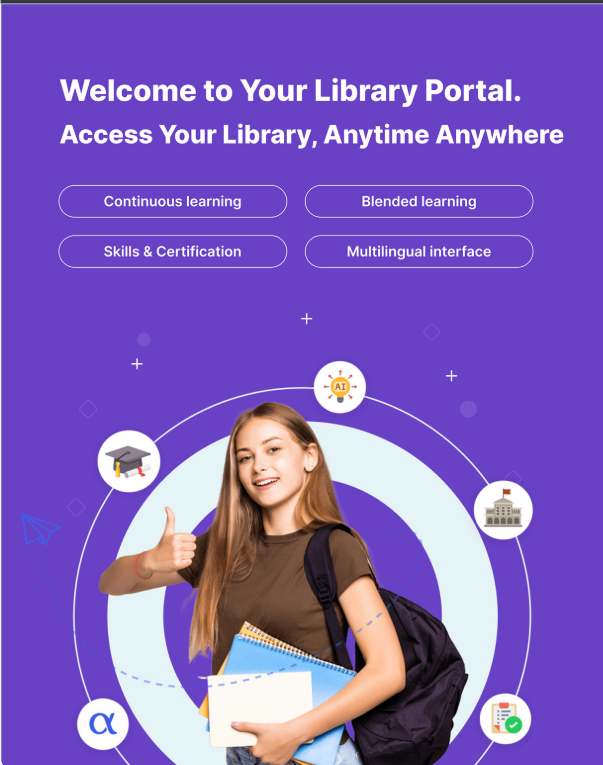 Welcome to Your Library Portal.
Access Your Library, Anytime Anywhere
Continuous learning
Blended learning
Skills & Certification
Multilingual interface
AI
α